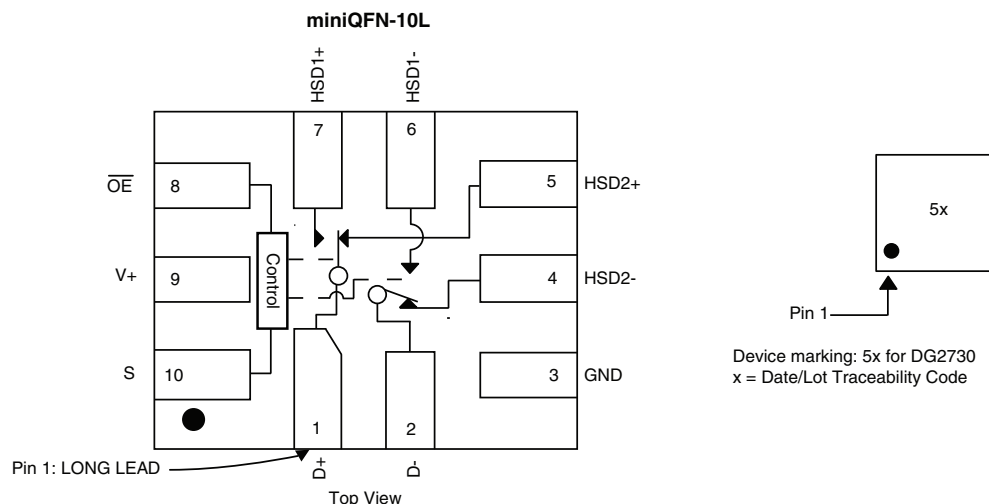 miniQFN-10L
HSD1+
HSD1-
7
6
OE
8
5
HSD2+
V+
9
Control
4
HSD2-
S
10
3
GND
1
2
Pin 1: LONG LEAD
D+
D-
Top View
5x
Pin 1
Device marking: 5x for DG2730
x = Date/Lot Traceability Code